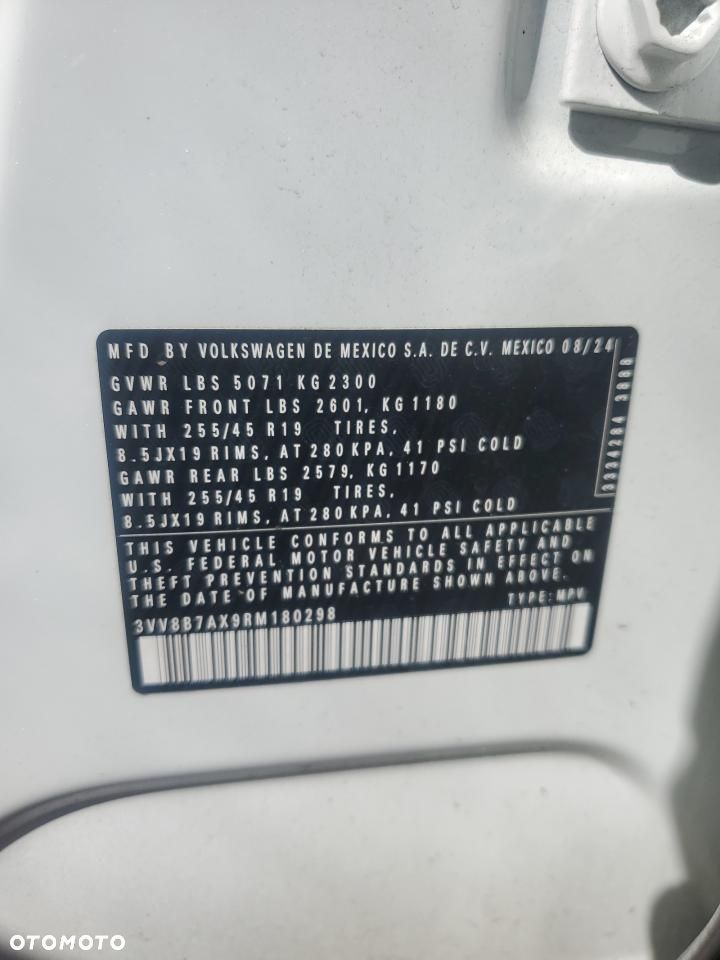 MFD BY VOLKSWAGEN DE MEXICO S.A. DE C.V. MEXICO 08/24
GVWR LBS 5071 KG 2300
GAWR FRONT LBS 2601, KG 1180
WITH 255/45 R19 TIRES,
8.5JX19 RIMS, AT 280 KPA, 41 PSI COLD
GAWR REAR LBS 2579, KG 1170
WITH 255/45 R19 TIRES,
8.5JX19 RIMS, AT 280 KPA, 41 PSI COLD
3334284 3888
THIS VEHICLE CONFORMS TO ALL APPLICABLE
U.S. FEDERAL MOTOR VEHICLE SAFETY AND
THEFT PREVENTION STANDARDS IN EFFECT ON
THE DATE OF MANUFACTURE SHOWN ABOVE.
TYPE: MPV
3VV8B7AX9RM180298
OTOMOTO